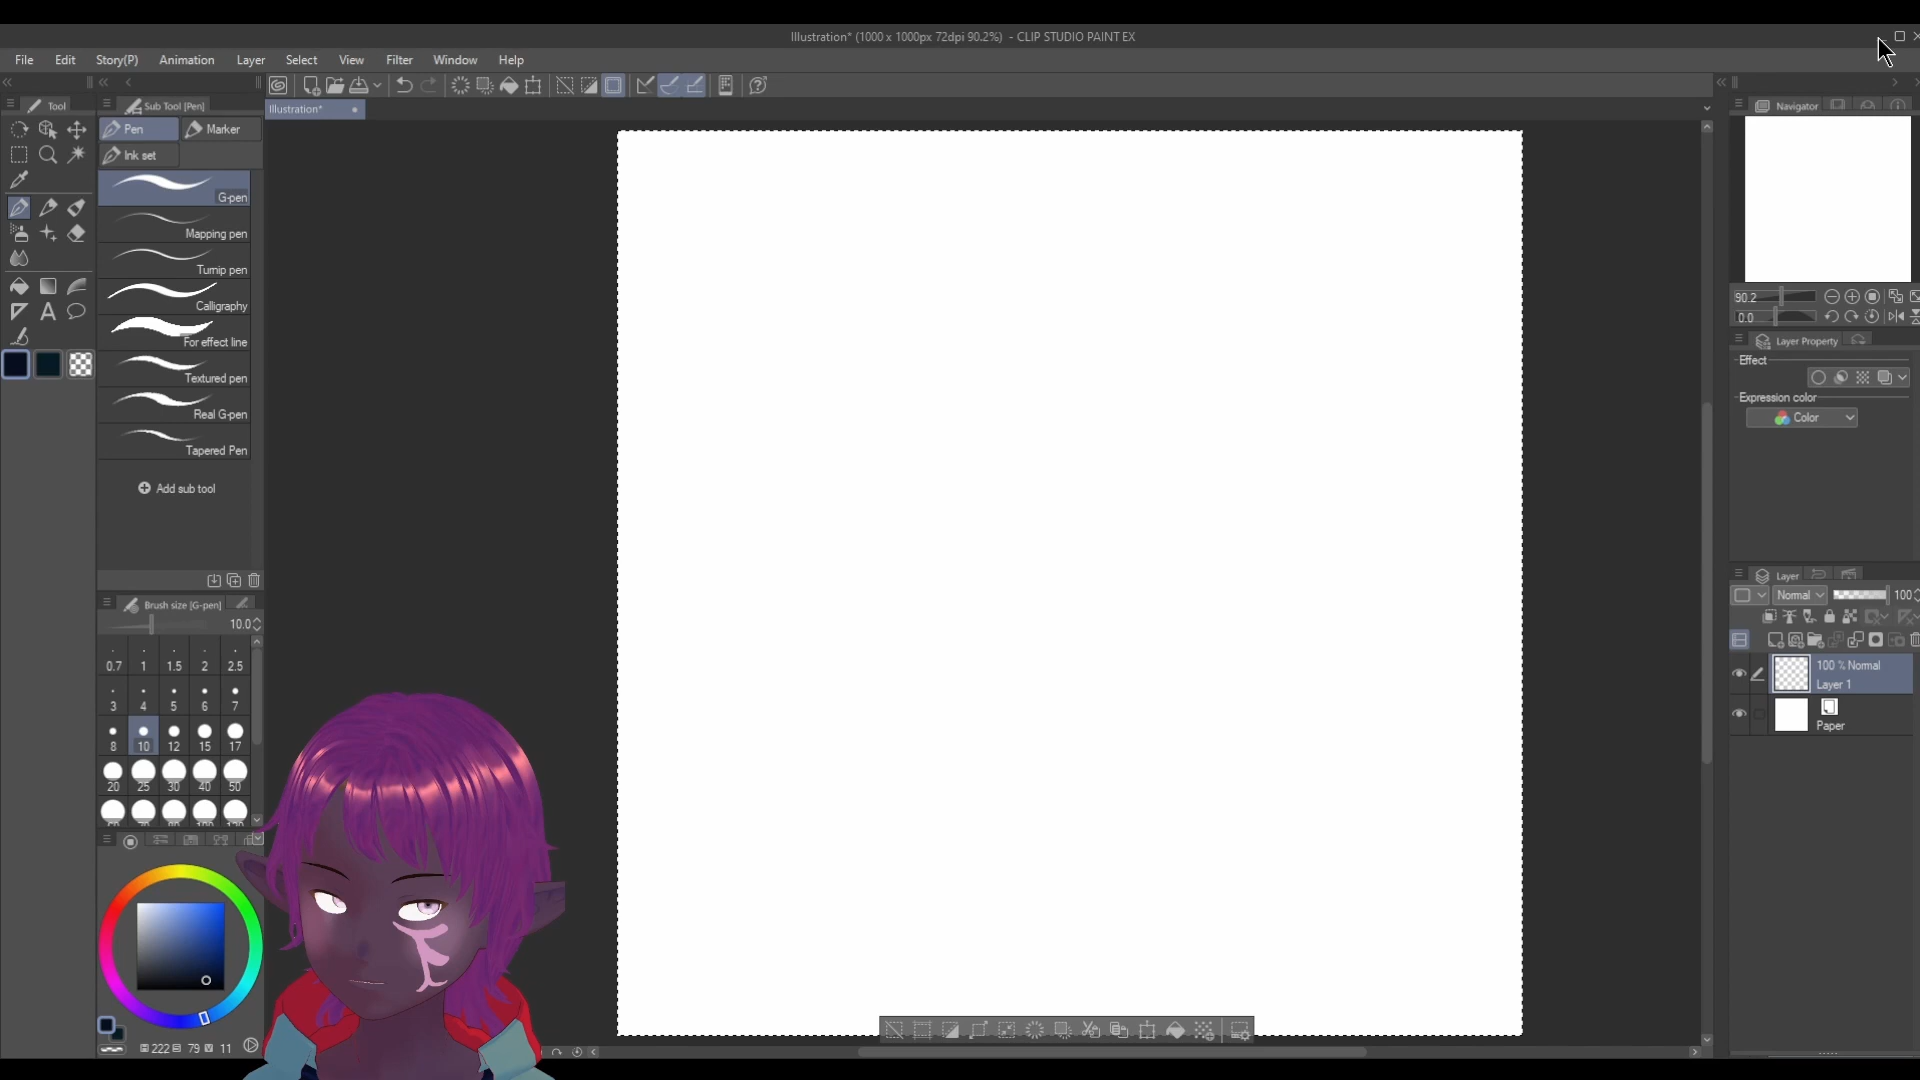 Illustration* (1000 x 1000px 72dpi 90.2%) - CLIP STUDIO PAINT EX
File Edit Story(P) Animation Layer Select View Filter Window Help
Tool
Sub Tool [Pen]
Illustration*
Navigator
Pen
Marker
Ink set
G-pen
Mapping pen
Turnip pen
Calligraphy
For effect line
Textured pen
Real G-pen
Tapered Pen
Add sub tool
Brush size [G-pen]
10.0
0.7 1 1.5 2 2.5
3 4 5 6 7
8 10 12 15 17
20 25 30 40 50
222 79 11
90.2
0.0
Layer Property
Effect
Expression color
Color
Layer
Normal 100
100 % Normal
Layer 1
Paper